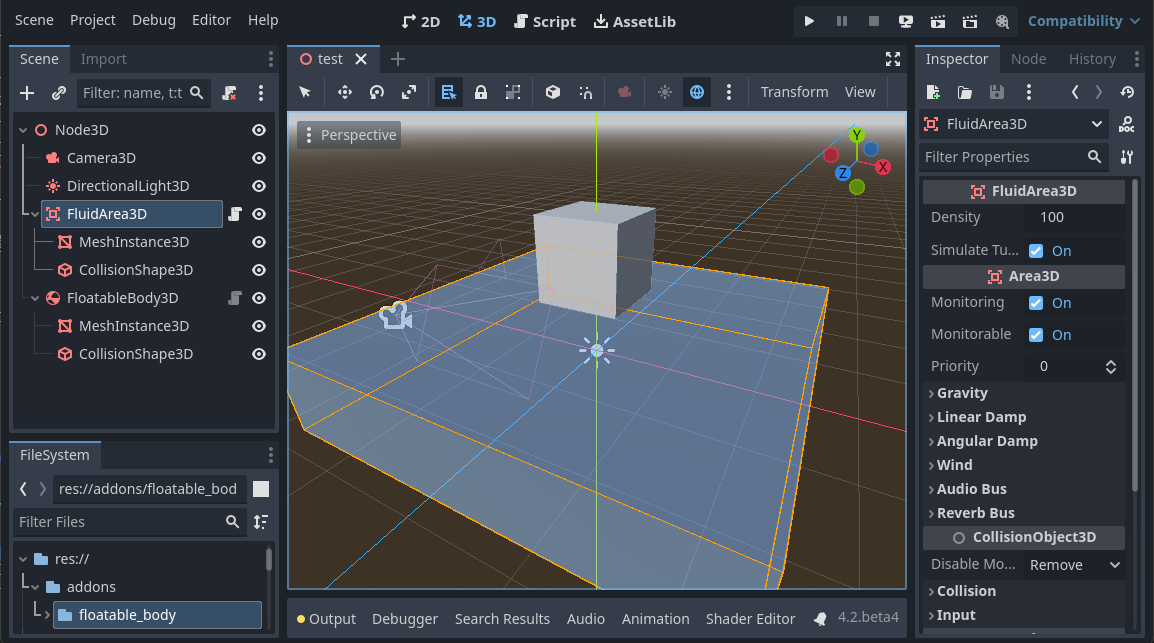 Scene Project Debug Editor Help
2D 3D Script AssetLib
Compatibility
Scene Import
Filter: name, t:t
Node3D
Camera3D
DirectionalLight3D
FluidArea3D
MeshInstance3D
CollisionShape3D
FloatableBody3D
MeshInstance3D
CollisionShape3D
FileSystem
res://addons/floatable_bod
Filter Files
res://
addons
floatable_body
test
Transform View
Perspective
Y
X
Z
Output Debugger Search Results Audio Animation Shader Editor 4.2.beta4
Inspector Node History
FluidArea3D
DOC
Filter Properties
FluidArea3D
Density 100
Simulate Tu... On
Area3D
Monitoring On
Monitorable On
Priority 0
Gravity
Linear Damp
Angular Damp
Wind
Audio Bus
Reverb Bus
CollisionObject3D
Disable Mo... Remove
Collision
Input